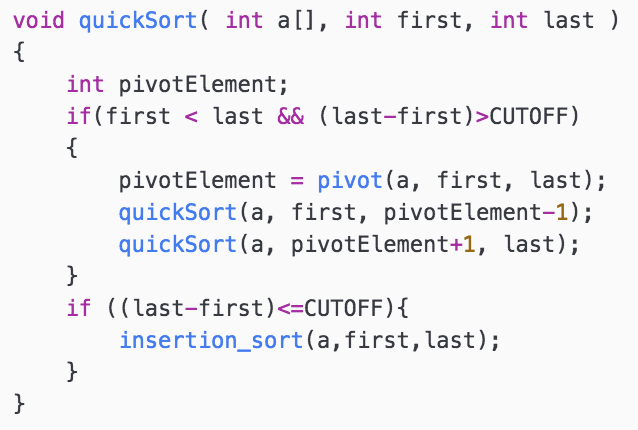 void quickSort( int a[], int first, int last )
{
    int pivotElement;
    if(first < last && (last-first)>CUTOFF)
    {
        pivotElement = pivot(a, first, last);
        quickSort(a, first, pivotElement-1);
        quickSort(a, pivotElement+1, last);
    }
    if ((last-first)<=CUTOFF){
        insertion_sort(a,first,last);
    }
}